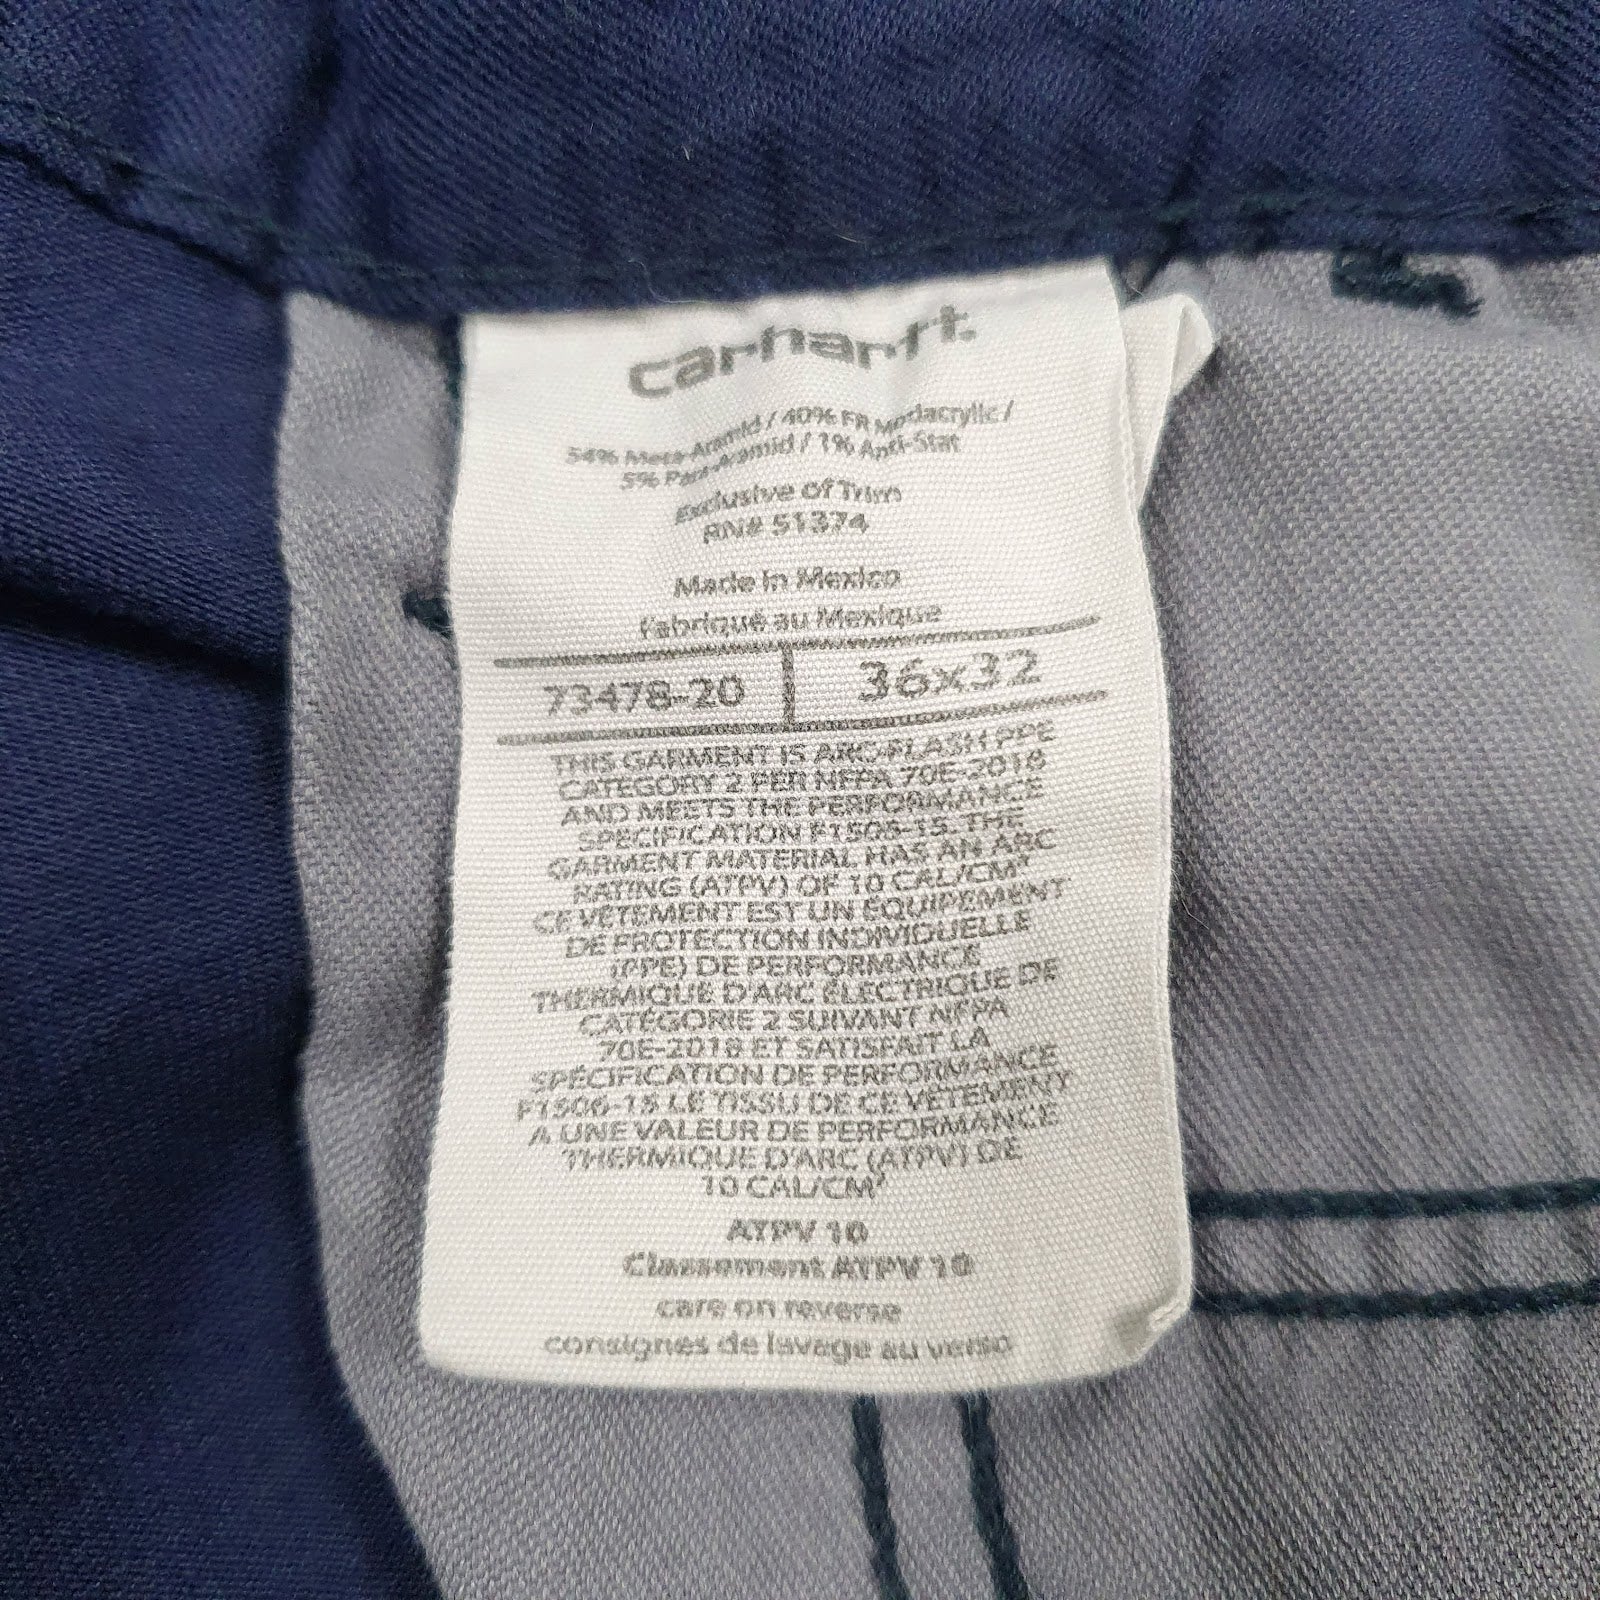 carhartt.
54% Meta-Aramid / 40% FR Modacrylic /
5% Para-Aramid / 1% Anti-Stat
Exclusive of Trim
RN# 51374
Made in Mexico
Fabriqué au Mexique
73478-20 36x32
THIS GARMENT IS ARC-FLASH PPE
CATEGORY 2 PER NFPA 70E-2018
AND MEETS THE PERFORMANCE
SPECIFICATION F1506-15. THE
GARMENT MATERIAL HAS AN ARC
RATING (ATPV) OF 10 CAL/CM²
CE VÊTEMENT EST UN ÉQUIPEMENT
DE PROTECTION INDIVIDUELLE
(PPE) DE PERFORMANCE
THERMIQUE D'ARC ÉLECTRIQUE DE
CATÉGORIE 2 SUIVANT NFPA
70E-2018 ET SATISFAIT LA
SPÉCIFICATION DE PERFORMANCE
F1506-15 LE TISSU DE CE VÊTEMENT
A UNE VALEUR DE PERFORMANCE
THERMIQUE D'ARC (ATPV) DE
10 CAL/CM²
ATPV 10
Classement ATPV 10
care on reverse
consignes de lavage au verso